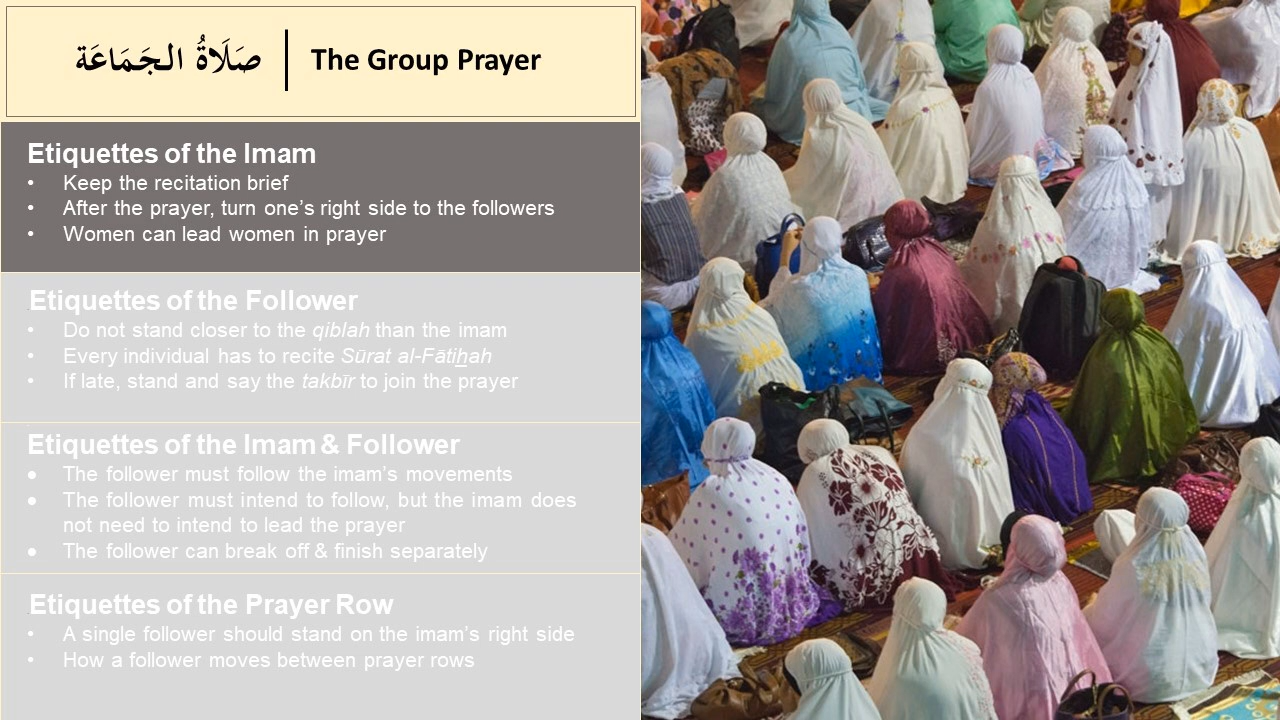 صَلَاةُ الجَمَاعَة | The Group Prayer
Etiquettes of the Imam
• Keep the recitation brief
• After the prayer, turn one’s right side to the followers
• Women can lead women in prayer
Etiquettes of the Follower
• Do not stand closer to the qiblah than the imam
• Every individual has to recite Sūrat al-Fātiẖah
• If late, stand and say the takbīr to join the prayer
Etiquettes of the Imam & Follower
● The follower must follow the imam’s movements
● The follower must intend to follow, but the imam does
not need to intend to lead the prayer
● The follower can break off & finish separately
Etiquettes of the Prayer Row
• A single follower should stand on the imam’s right side
• How a follower moves between prayer rows